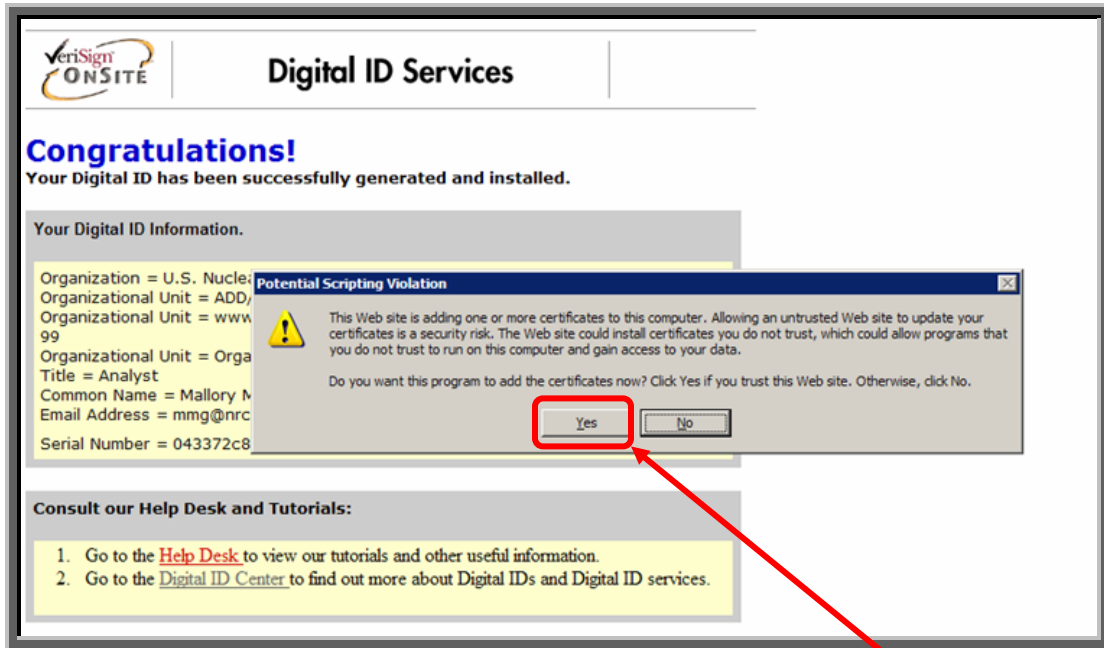 VeriSign
ONSITE
Digital ID Services
Congratulations!
Your Digital ID has been successfully generated and installed.
Your Digital ID Information.
Organization = U.S.
Organizational Unit = ADD/
Organizational Unit = www
99
Organizational Unit =
Title = Analyst
Common Name = Mallory
Email Address = mmg@nrc
Serial Number = 043372c8
Potential Scripting Violation
This Web site is adding one or more certificates to this computer. Allowing an untrusted Web site to update your
certificates is a security risk. The Web site could install certificates you do not trust, which could allow programs that
you do not trust to run on this computer and gain access to your data.
Do you want this program to add the certificates now? Click Yes if you trust this Web site. Otherwise, click No.
Yes
No
Consult our Help Desk and Tutorials:
1. Go to the Help Desk to view our tutorials and other useful information.
2. Go to the Digital ID Center to find out more about Digital IDs and Digital ID services.